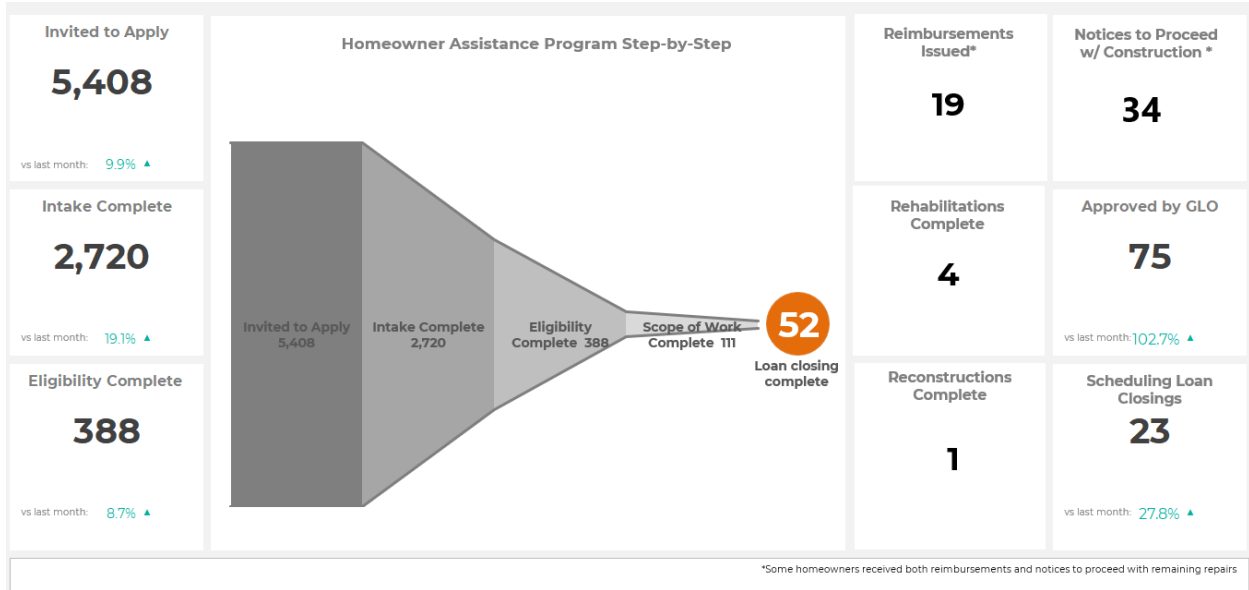 Invited to Apply
5,408
vs last month: 9.9% ▲
Intake Complete
2,720
vs last month: 19.1% ▲
Eligibility Complete
388
vs last month: 8.7% ▲
Homeowner Assistance Program Step-by-Step
Invited to Apply
5,408
Intake Complete
2,720
Eligibility
Complete 388
Scope of Work
Complete 111
52
Loan closing
complete
Reimbursements
Issued*
19
Notices to Proceed
w/ Construction *
34
Rehabilitations
Complete
4
Approved by GLO
75
vs last month: 102.7% ▲
Reconstructions
Complete
1
Scheduling Loan
Closings
23
vs last month: 27.8% ▲
*Some homeowners received both reimbursements and notices to proceed with remaining repairs